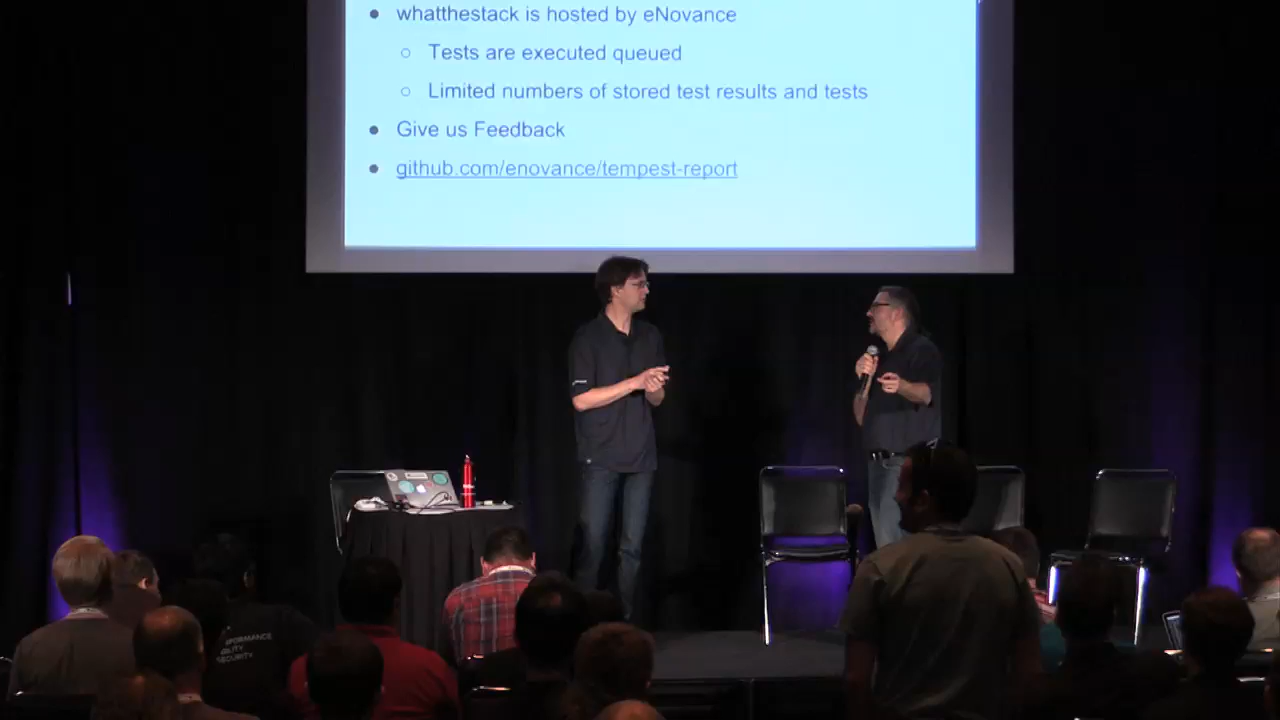 ● whatthestack is hosted by eNovance
○ Tests are executed queued
○ Limited numbers of stored test results and tests
● Give us Feedback
● github.com/enovance/tempest-report
SECURITY